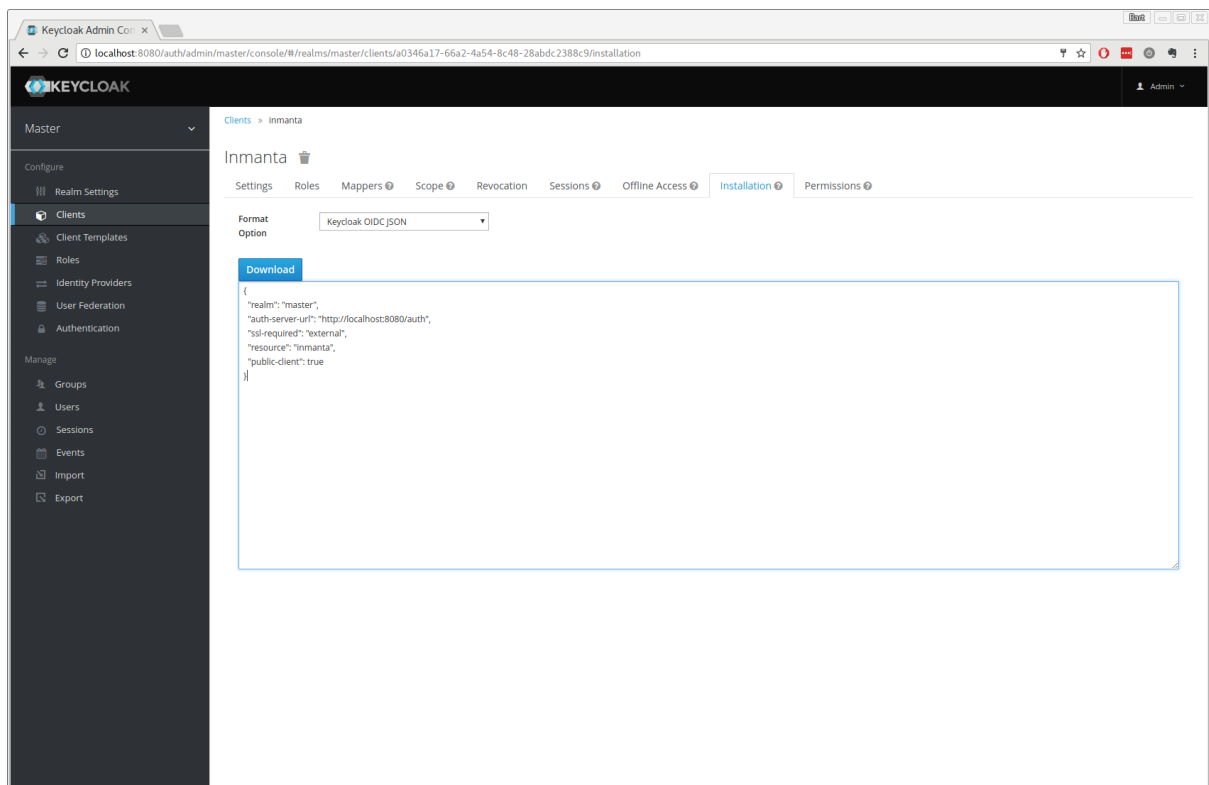 Bart
Keycloak Admin Con
localhost:8080/auth/admin/master/console/#/realms/master/clients/a0346a17-66a2-4a54-8c48-28abdc2388c9/installation
KEYCLOAK
Admin
Master
Clients » inmanta
Inmanta
Configure
Settings Roles Mappers Scope Revocation Sessions Offline Access Installation Permissions
Realm Settings
Clients
Client Templates
Roles
Identity Providers
User Federation
Authentication
Manage
Groups
Users
Sessions
Events
Import
Export
Format
Option
Keycloak OIDC JSON
Download
{
"realm": "master",
"auth-server-url": "http://localhost:8080/auth",
"ssl-required": "external",
"resource": "inmanta",
"public-client": true
}